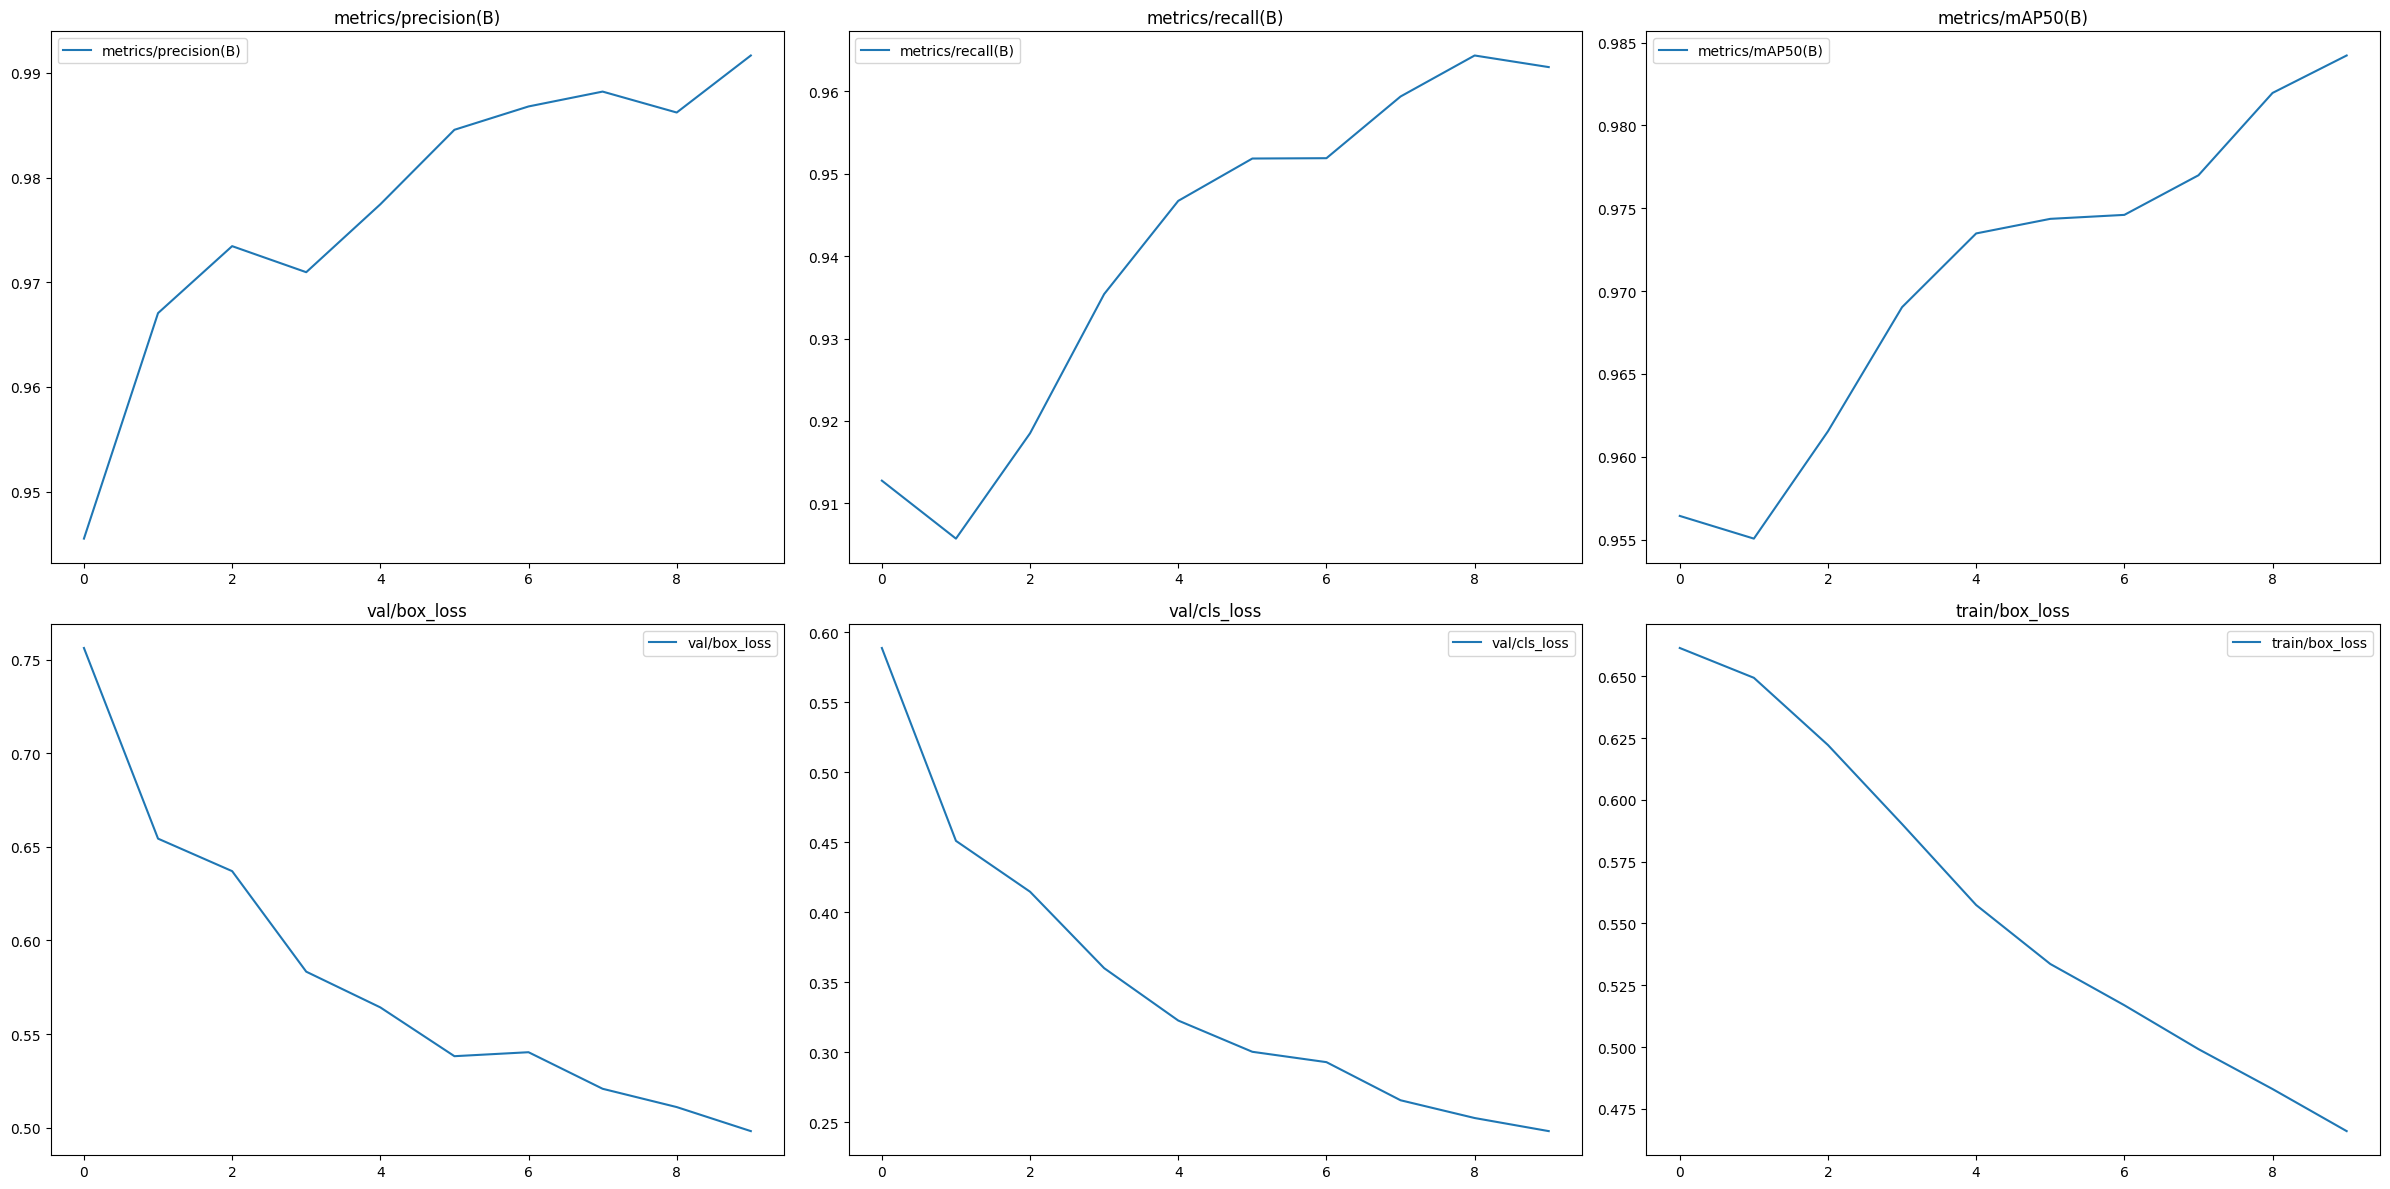 metrics/precision(B)
metrics/recall(B)
metrics/mAP50(B)
metrics/precision(B)
0.99
0.98
0.97
0.96
0.95
0 2 4 6 8
metrics/recall(B)
0.96
0.95
0.94
0.93
0.92
0.91
0 2 4 6 8
metrics/mAP50(B)
0.985
0.980
0.975
0.970
0.965
0.960
0.955
0 2 4 6 8
val/box_loss
val/cls_loss
train/box_loss
val/box_loss
0.75
0.70
0.65
0.60
0.55
0.50
0 2 4 6 8
val/cls_loss
0.60
0.55
0.50
0.45
0.40
0.35
0.30
0.25
0 2 4 6 8
train/box_loss
0.650
0.625
0.600
0.575
0.550
0.525
0.500
0.475
0 2 4 6 8